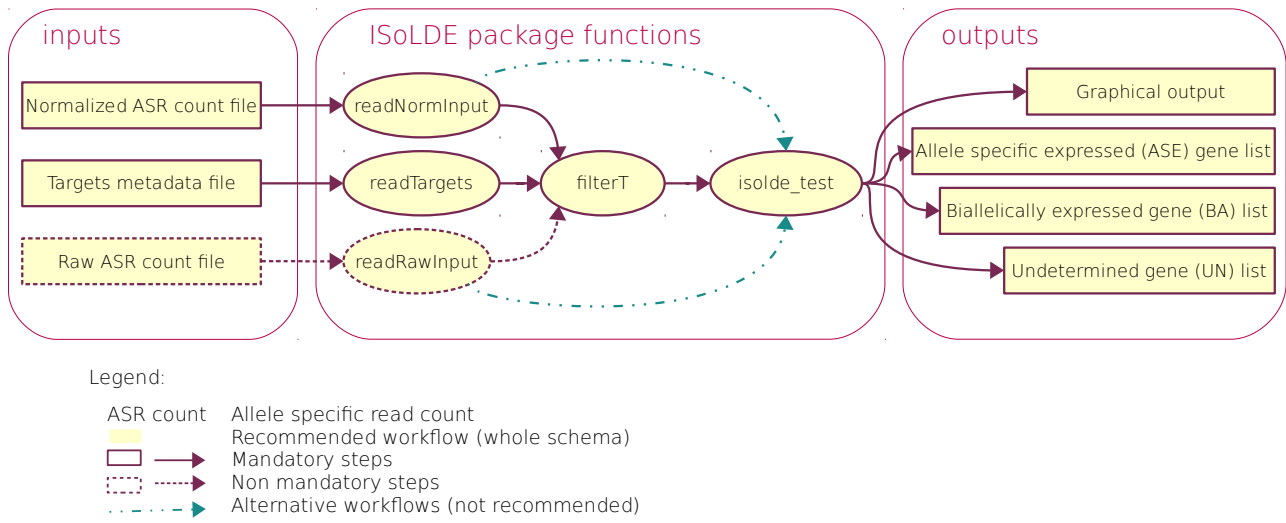 inputs
ISoLDE package functions
outputs
Normalized ASR count file
readNormInput
Graphical output
Allele specific expressed (ASE) gene list
Targets metadata file
readTargets
filterT
isolde_test
Biallelically expressed gene (BA) list
Raw ASR count file
readRawInput
Undetermined gene (UN) list
Legend:
ASR count Allele specific read count
Recommended workflow (whole schema)
Mandatory steps
Non mandatory steps
Alternative workflows (not recommended)